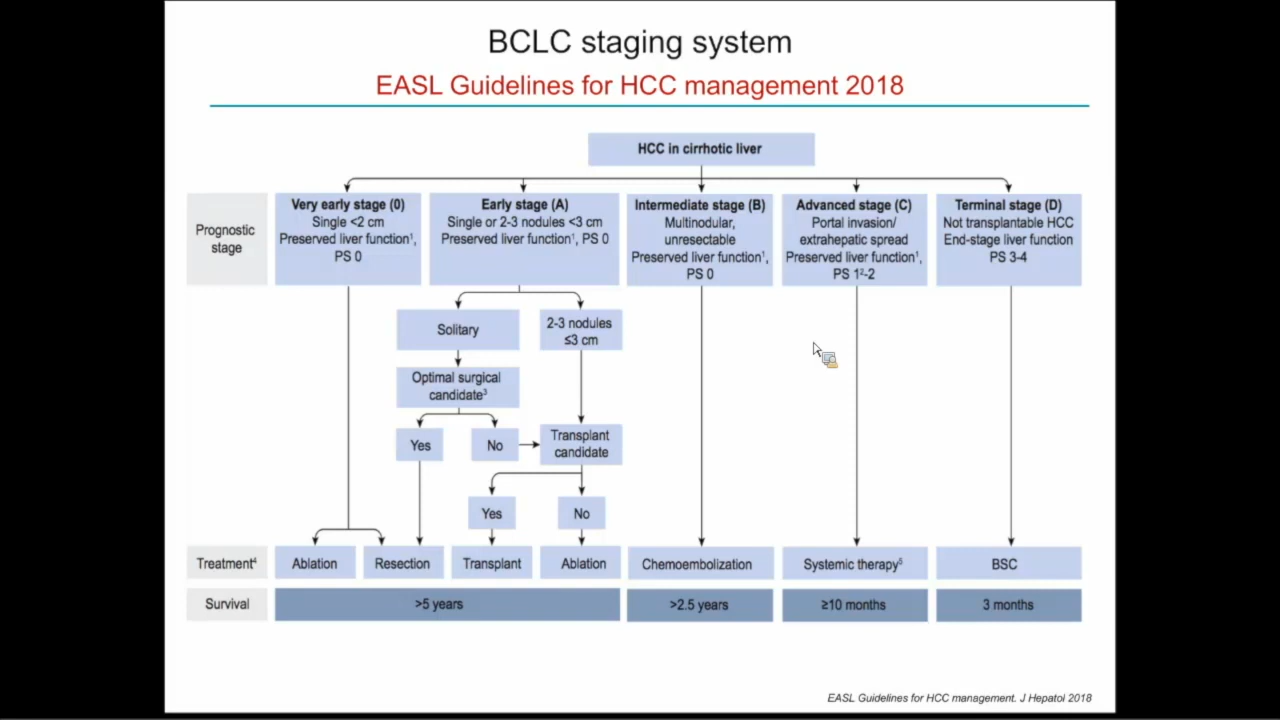 BCLC staging system
EASL Guidelines for HCC management 2018
HCC in cirrhotic liver
Prognostic
stage
Very early stage (0)
Single <2 cm
Preserved liver function¹,
PS 0
Early stage (A)
Single or 2-3 nodules <3 cm
Preserved liver function¹, PS 0
Intermediate stage (B)
Multinodular,
unresectable
Preserved liver function¹,
PS 0
Advanced stage (C)
Portal invasion/
extrahepatic spread
Preserved liver function¹,
PS 1²-2
Terminal stage (D)
Not transplantable HCC
End-stage liver function
PS 3-4
Solitary
2-3 nodules
≤3 cm
Optimal surgical
candidate³
Yes
No
Transplant
candidate
Yes
No
Treatment⁴
Ablation
Resection
Transplant
Ablation
Chemoembolization
Systemic therapy⁵
BSC
Survival
>5 years
>2.5 years
≥10 months
3 months
EASL Guidelines for HCC management. J Hepatol 2018